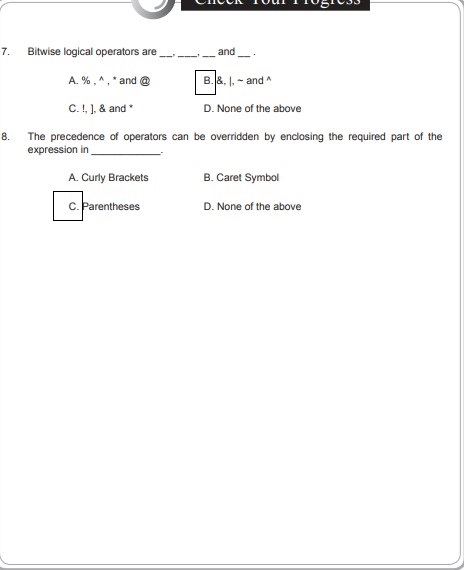 Check Your Progress
7. Bitwise logical operators are __, ___, __ and __ .
A. % , ^ , * and @
B. &, |, ~ and ^
C. !, ], & and *
D. None of the above
8. The precedence of operators can be overridden by enclosing the required part of the
expression in ____________.
A. Curly Brackets
B. Caret Symbol
C. Parentheses
D. None of the above